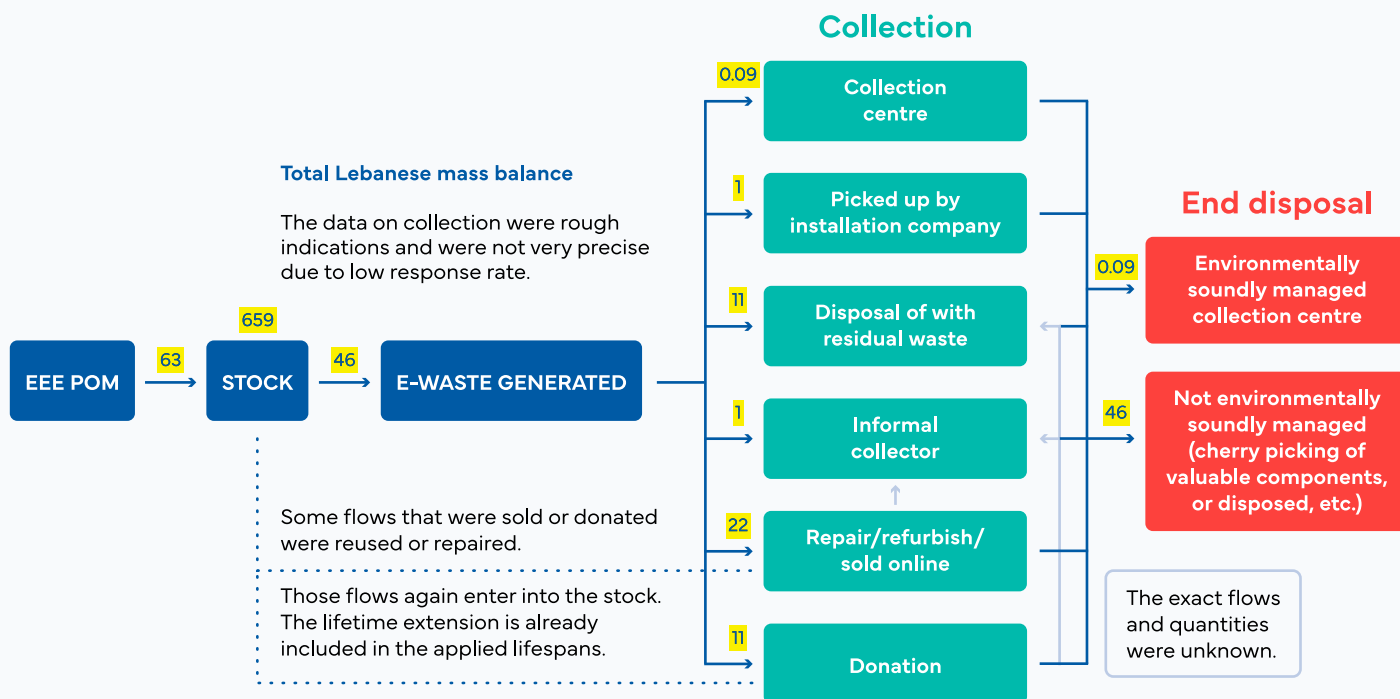 Collection
0.09
Collection
centre
Total Lebanese mass balance
The data on collection were rough
indications and were not very precise
due to low response rate.
1
Picked up by
installation company
End disposal
0.09
Environmentally
soundly managed
collection centre
11
Disposal of with
residual waste
659
EEE POM
63
STOCK
46
E-WASTE GENERATED
1
Informal
collector
46
Not environmentally
soundly managed
(cherry picking of
valuable components,
or disposed, etc.)
Some flows that were sold or donated
were reused or repaired.
22
Repair/refurbish/
sold online
Those flows again enter into the stock.
The lifetime extension is already
included in the applied lifespans.
11
Donation
The exact flows
and quantities
were unknown.